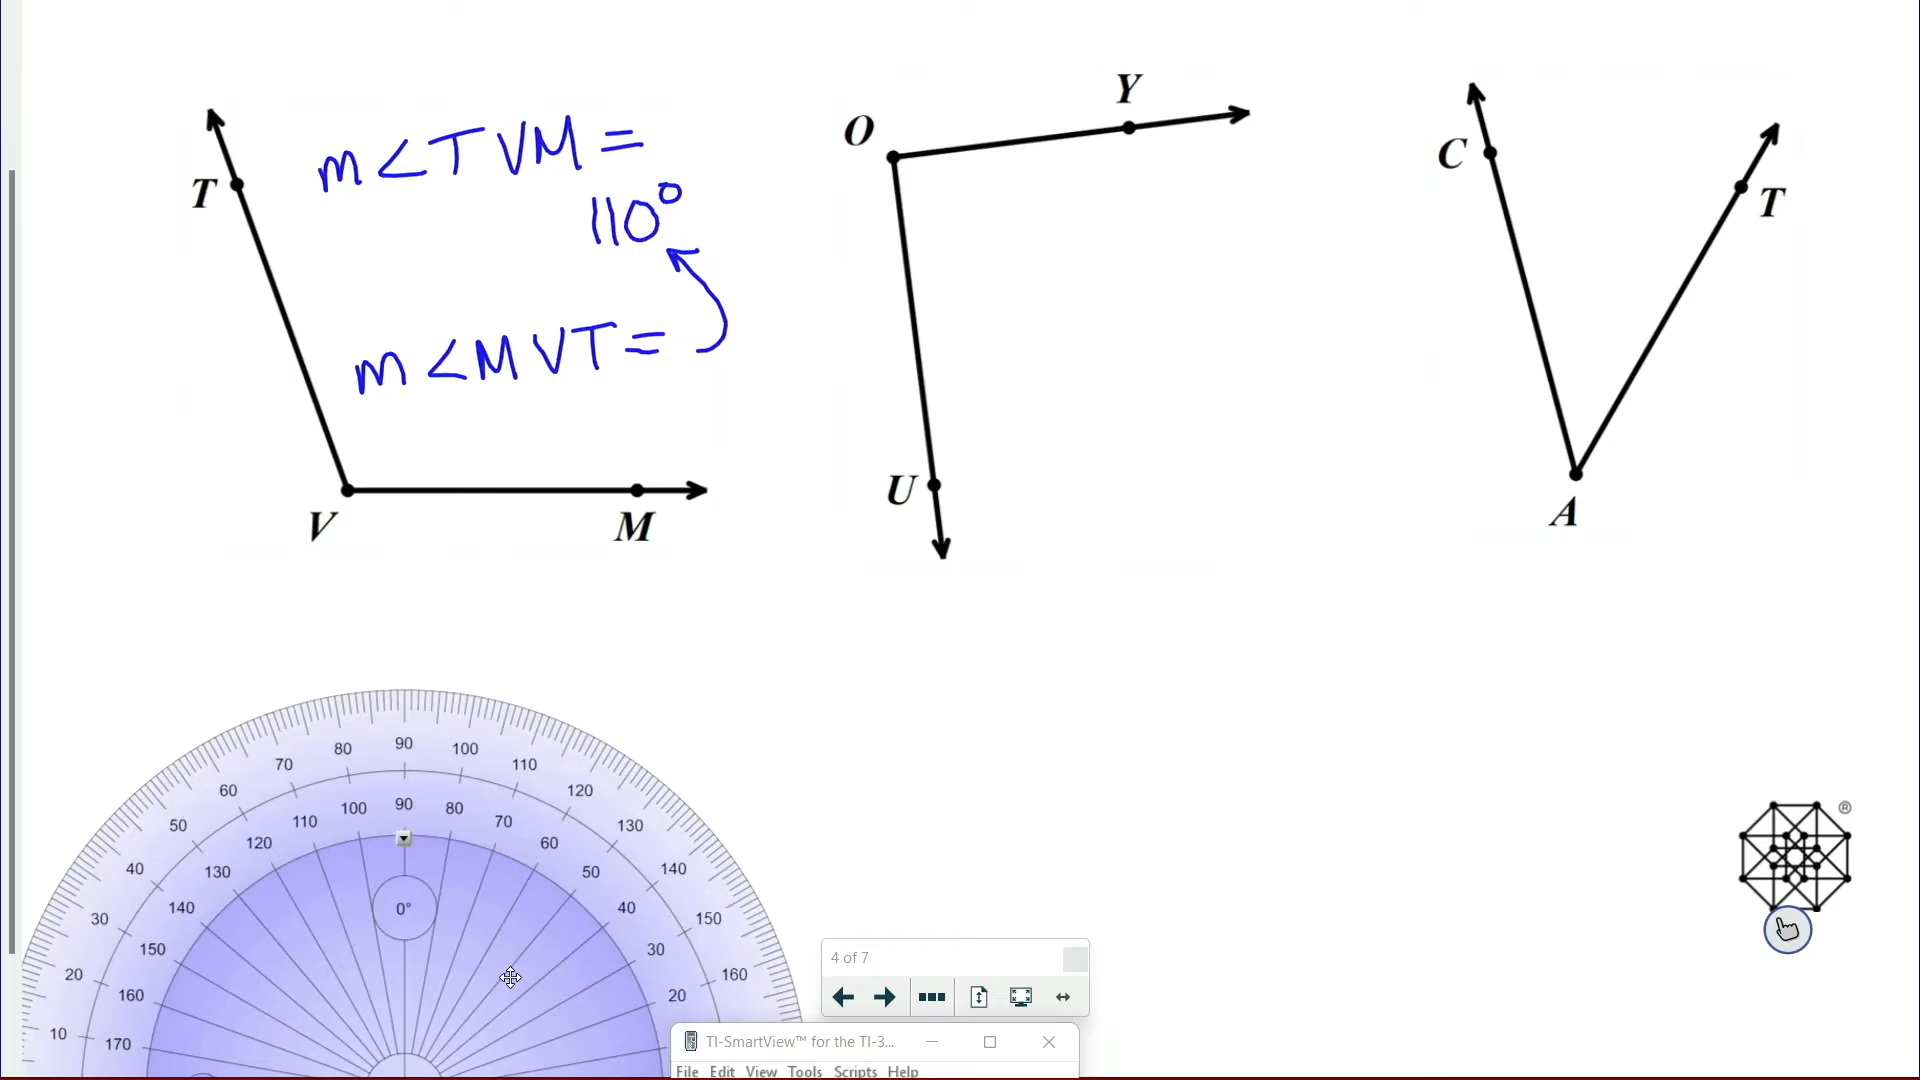 m<TVM =
110°
m<MVT =
T
V
M
O
Y
U
C
T
A
®
10 20 30 40 50 60 70 80 90 100 110 120 130 140 150 160
170 160 150 140 130 120 110 100 90 80 70 60 50 40 30 20
0°
4 of 7
TI-SmartView™ for the TI-3...
File Edit View Tools Scripts Help